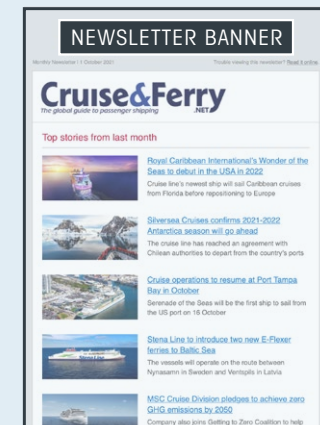 NEWSLETTER BANNER
Monthly Newsletter | 1 October 2021
Trouble viewing this newsletter? Read it online.
Cruise&Ferry
The global guide to passenger shipping .NET
Top stories from last month
Royal Caribbean International's Wonder of the
Seas to debut in the USA in 2022
Cruise line's newest ship will sail Caribbean cruises
from Florida before repositioning to Europe
Silversea Cruises confirms 2021-2022
Antarctica season will go ahead
The cruise line has reached an agreement with
Chilean authorities to depart from the country's ports
Cruise operations to resume at Port Tampa
Bay in October
Serenade of the Seas will be the first ship to sail from
the US port on 16 October
Stena Line to introduce two new E-Flexer
ferries to Baltic Sea
The vessels will operate on the route between
Nynasamn in Sweden and Ventspils in Latvia
MSC Cruise Division pledges to achieve zero
GHG emissions by 2050
Company also joins Getting to Zero Coalition to help